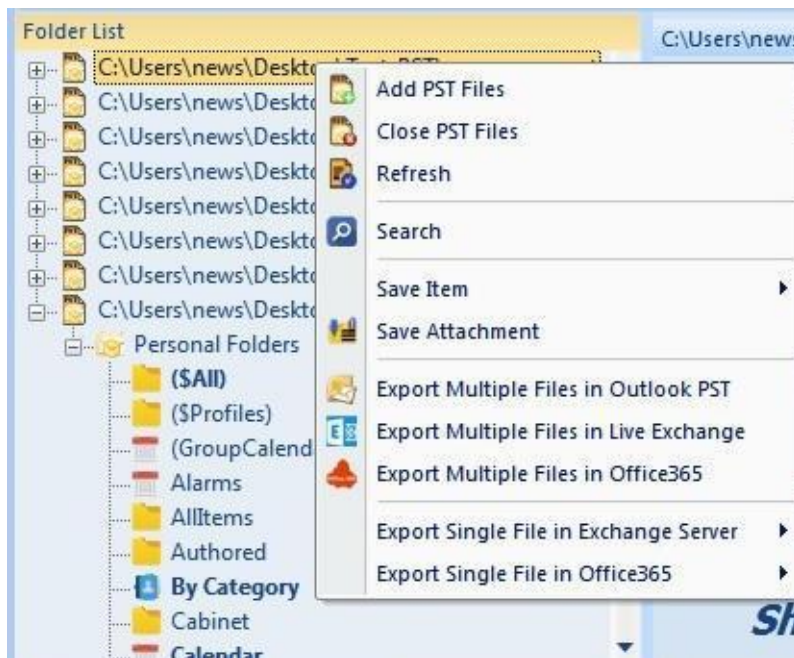 Folder List
C:\Users\news
C:\Users\news\Desktop\Test PST\
C:\Users\news\Deskto
C:\Users\news\Deskto
C:\Users\news\Deskto
C:\Users\news\Deskto
C:\Users\news\Deskto
C:\Users\news\Deskto
C:\Users\news\Deskto
Personal Folders
($All)
($Profiles)
(GroupCalend
Alarms
AllItems
Authored
By Category
Cabinet
Calendar
Add PST Files
Close PST Files
Refresh
Search
Save Item
Save Attachment
Export Multiple Files in Outlook PST
Export Multiple Files in Live Exchange
Export Multiple Files in Office365
Export Single File in Exchange Server
Export Single File in Office365
Sh